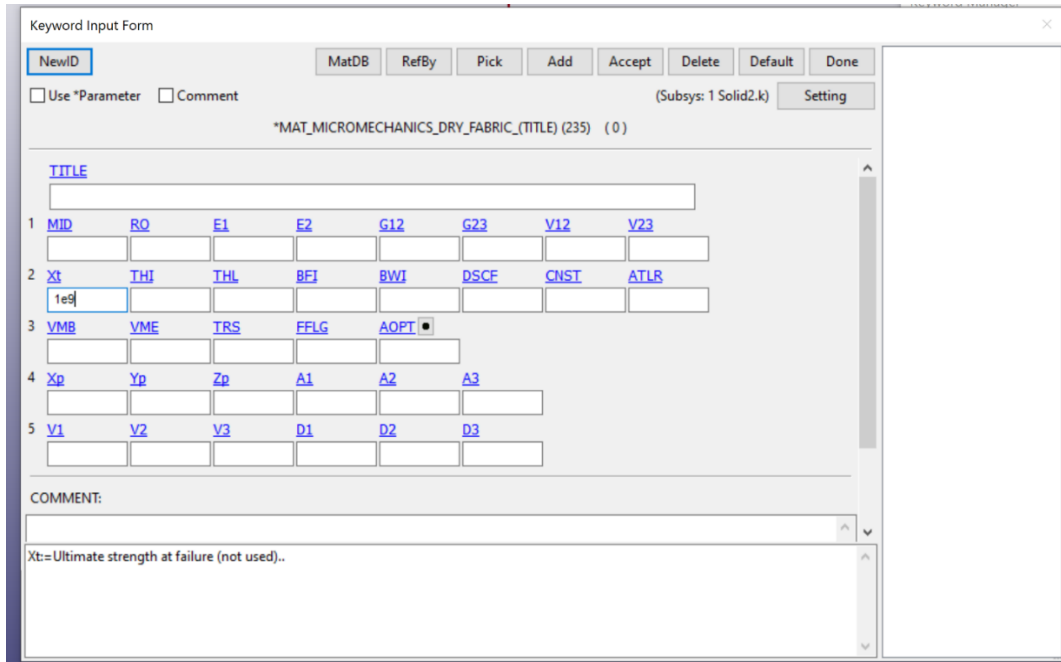 Keyword Input Form
NewID MatDB RefBy Pick Add Accept Delete Default Done
Use *Parameter Comment (Subsys: 1 Solid2.k) Setting
*MAT_MICROMECHANICS_DRY_FABRIC_(TITLE) (235) (0)
TITLE
1 MID RO E1 E2 G12 G23 V12 V23
2 Xt THI THL BFI BWI DSCF CNST ATLR
1e9
3 VMB VME TRS FFLG AOPT
4 Xp Yp Zp A1 A2 A3
5 V1 V2 V3 D1 D2 D3
COMMENT:
Xt:=Ultimate strength at failure (not used)..